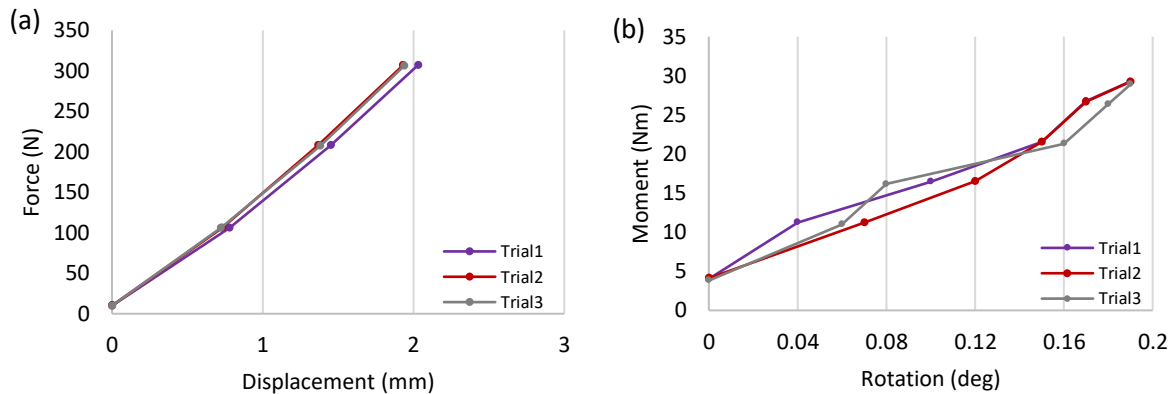 (a)
350
300
250
200
150
100
50
0
Force (N)
0 1 2 3
Displacement (mm)
Trial1
Trial2
Trial3
(b)
35
30
25
20
15
10
5
0
Moment (Nm)
0 0.04 0.08 0.12 0.16 0.2
Rotation (deg)
Trial1
Trial2
Trial3